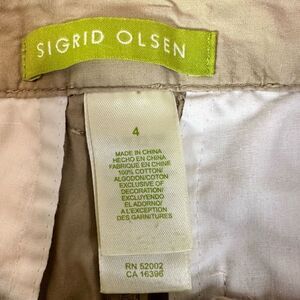 SIGRID OLSEN
4
MADE IN CHINA
HECHO EN CHINA
FABRIQUE EN CHINE
100% COTTON/
ALGODON/COTON
EXCLUSIVE OF
DECORATION/
EXCLUYENDO
EL ADORNO/
A L'EXCEPTION
DES GARNITURES
RN 52002
CA 16396